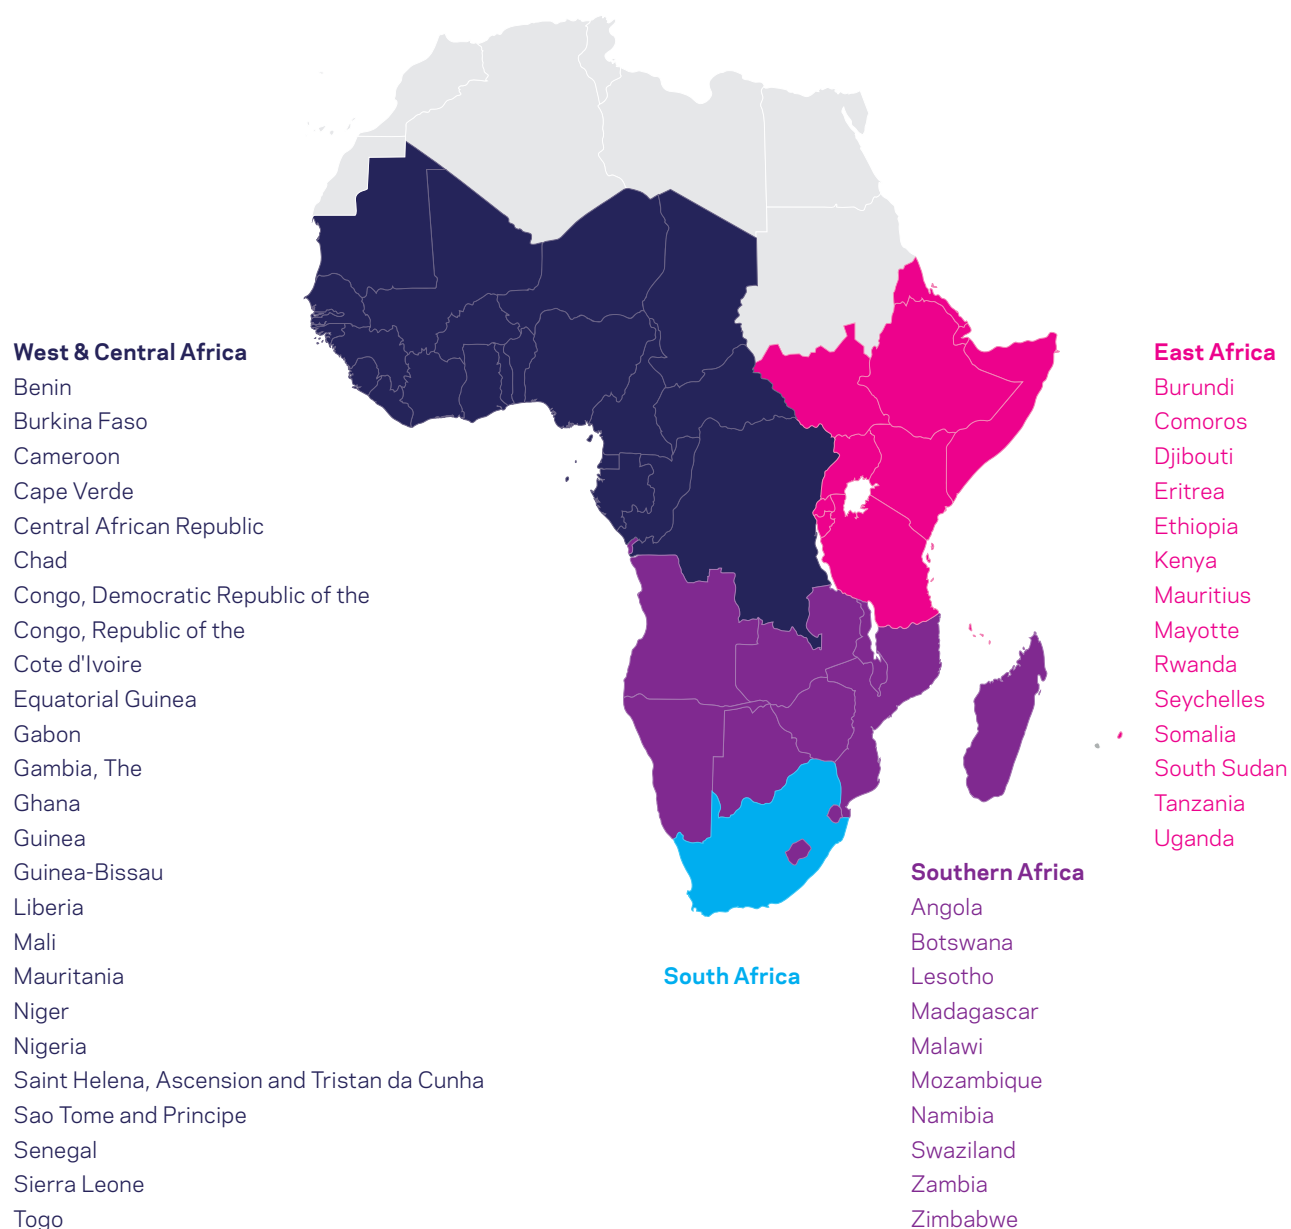 West & Central Africa
Benin
Burkina Faso
Cameroon
Cape Verde
Central African Republic
Chad
Congo, Democratic Republic of the
Congo, Republic of the
Cote d'Ivoire
Equatorial Guinea
Gabon
Gambia, The
Ghana
Guinea
Guinea-Bissau
Liberia
Mali
Mauritania
Niger
Nigeria
Saint Helena, Ascension and Tristan da Cunha
Sao Tome and Principe
Senegal
Sierra Leone
Togo
South Africa
Southern Africa
Angola
Botswana
Lesotho
Madagascar
Malawi
Mozambique
Namibia
Swaziland
Zambia
Zimbabwe
East Africa
Burundi
Comoros
Djibouti
Eritrea
Ethiopia
Kenya
Mauritius
Mayotte
Rwanda
Seychelles
Somalia
South Sudan
Tanzania
Uganda